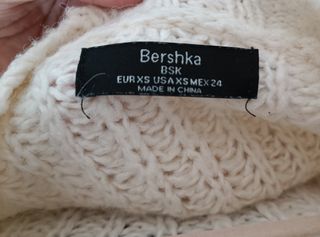 Bershka
BSK
EUR XS USA XS MEX 24
MADE IN CHINA